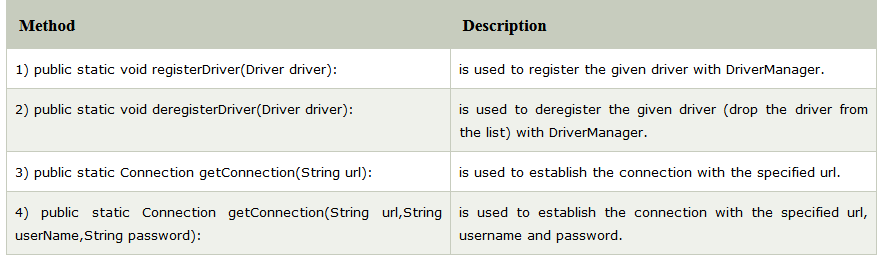 Method
Description
1) public static void registerDriver(Driver driver):
is used to register the given driver with DriverManager.
2) public static void deregisterDriver(Driver driver):
is used to deregister the given driver (drop the driver from
the list) with DriverManager.
3) public static Connection getConnection(String url):
is used to establish the connection with the specified url.
4) public static Connection getConnection(String url,String
userName,String password):
is used to establish the connection with the specified url,
username and password.